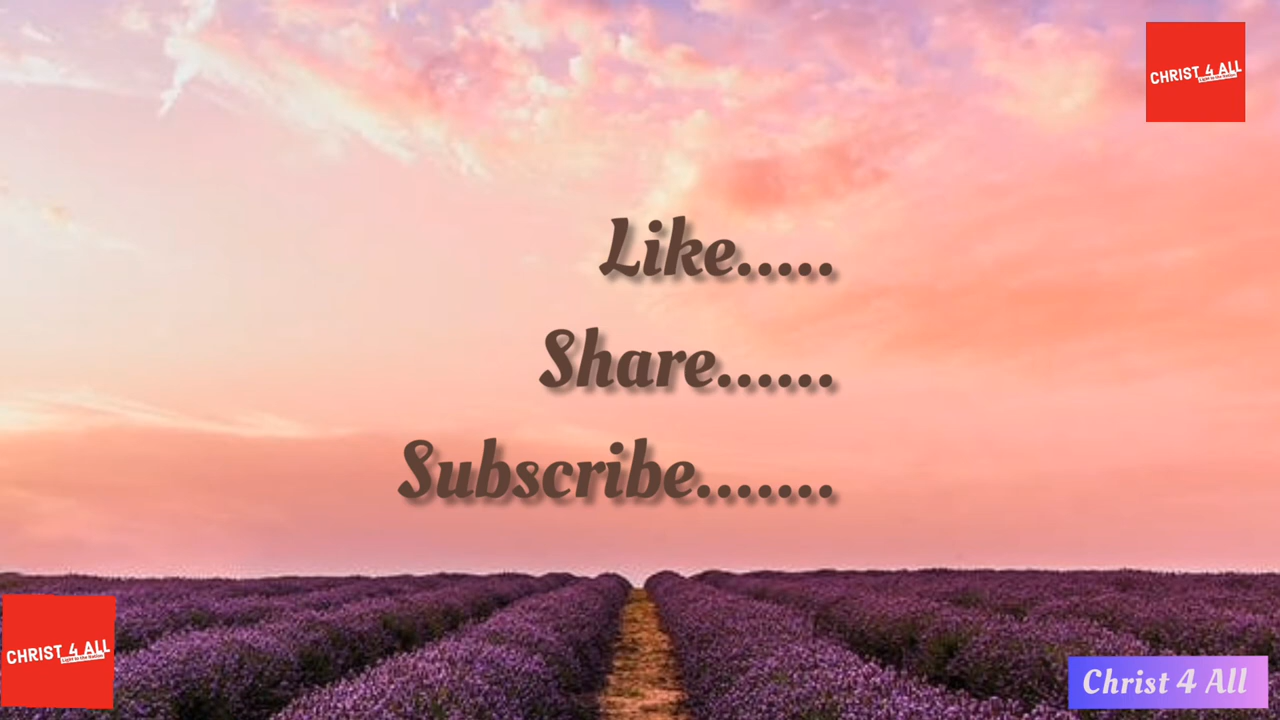 CHRIST 4 ALL
Like.....
Share......
Subscribe.......
CHRIST 4 ALL
Christ 4 All